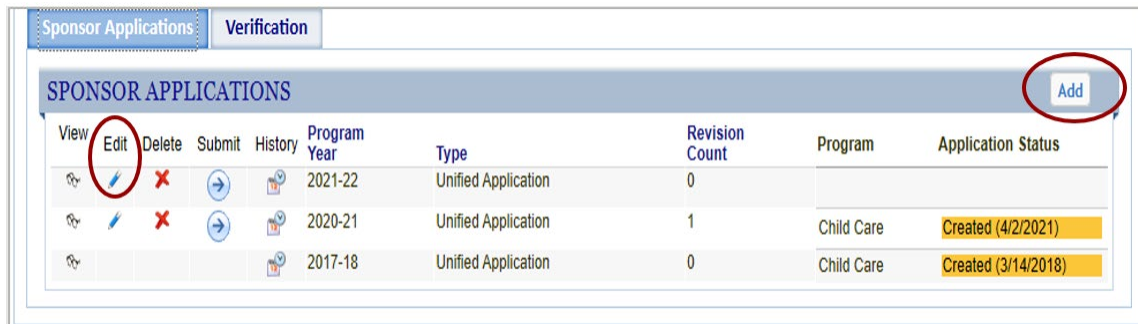 Sponsor Applications Verification
SPONSOR APPLICATIONS Add
View Edit Delete Submit History Program Year Type Revision Count Program Application Status
2021-22 Unified Application 0
2020-21 Unified Application 1 Child Care Created (4/2/2021)
2017-18 Unified Application 0 Child Care Created (3/14/2018)